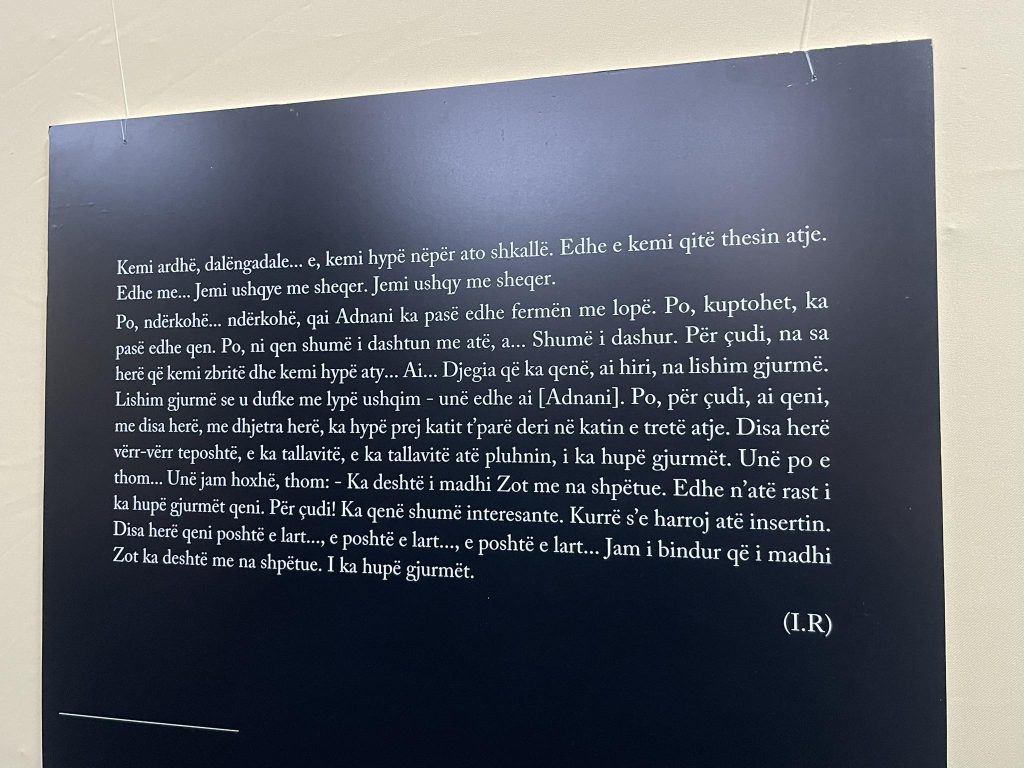 Kemi ardhë, dalëngadale... e, kemi hypë nëpër ato shkallë. Edhe e kemi qitë thesin atje.
Edhe me... Jemi ushqye me sheqer. Jemi ushqy me sheqer.
Po, ndërkohë... ndërkohë, qai Adnani ka pasë edhe fermën me lopë. Po, kuptohet, ka
pasë edhe qen. Po, ni qen shumë i dashtun me atë, a... Shumë i dashur. Për çudi, na sa
herë që kemi zbritë dhe kemi hypë aty... Ai... Djegia që ka qenë, ai hiri, na lishim gjurmë.
Lishim gjurmë se u dufke me lypë ushqim - unë edhe ai [Adnani]. Po, për çudi, ai qeni,
me disa herë, me dhjetra herë, ka hypë prej katit t'parë deri në katin e tretë atje. Disa herë
vërr-vërr teposhtë, e ka tallavitë, e ka tallavitë atë pluhnin, i ka hupë gjurmët. Unë po e
thom... Unë jam hoxhë, thom: - Ka deshtë i madhi Zot me na shpëtue. Edhe n'atë rast i
ka hupë gjurmët qeni. Për çudi! Ka qenë shumë interesante. Kurrë s'e harroj atë insertin.
Disa herë qeni poshtë e lart..., e poshtë e lart..., e poshtë e lart... Jam i bindur që i madhi
Zot ka deshtë me na shpëtue. I ka hupë gjurmët.
(I.R)